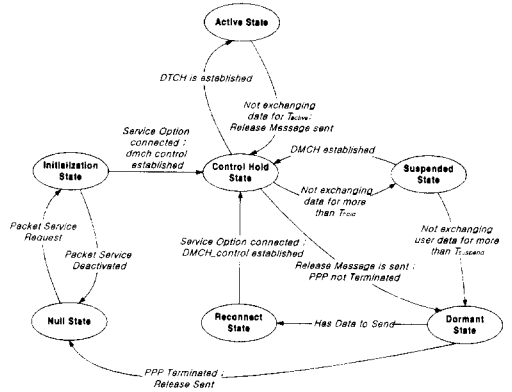 Active State
DTCH is established
Not exchanging
data for Tactive;
Release Message sent
Service Option
connected ;
dmch control
established
DMCH established
Initialization
State
Control Hold
State
Suspended
State
Not exchanging
data for more
than Thold
Packet Service
Request
Packet Service
Deactivated
Service Option connected ;
DMCH_control established
Not exchanging
user data for more
than Tsuspend
Release Message is sent ;
PPP not Terminated
Null State
Reconnect
State
Has Data to Send
Dormant
State
PPP Terminated
Release Sent